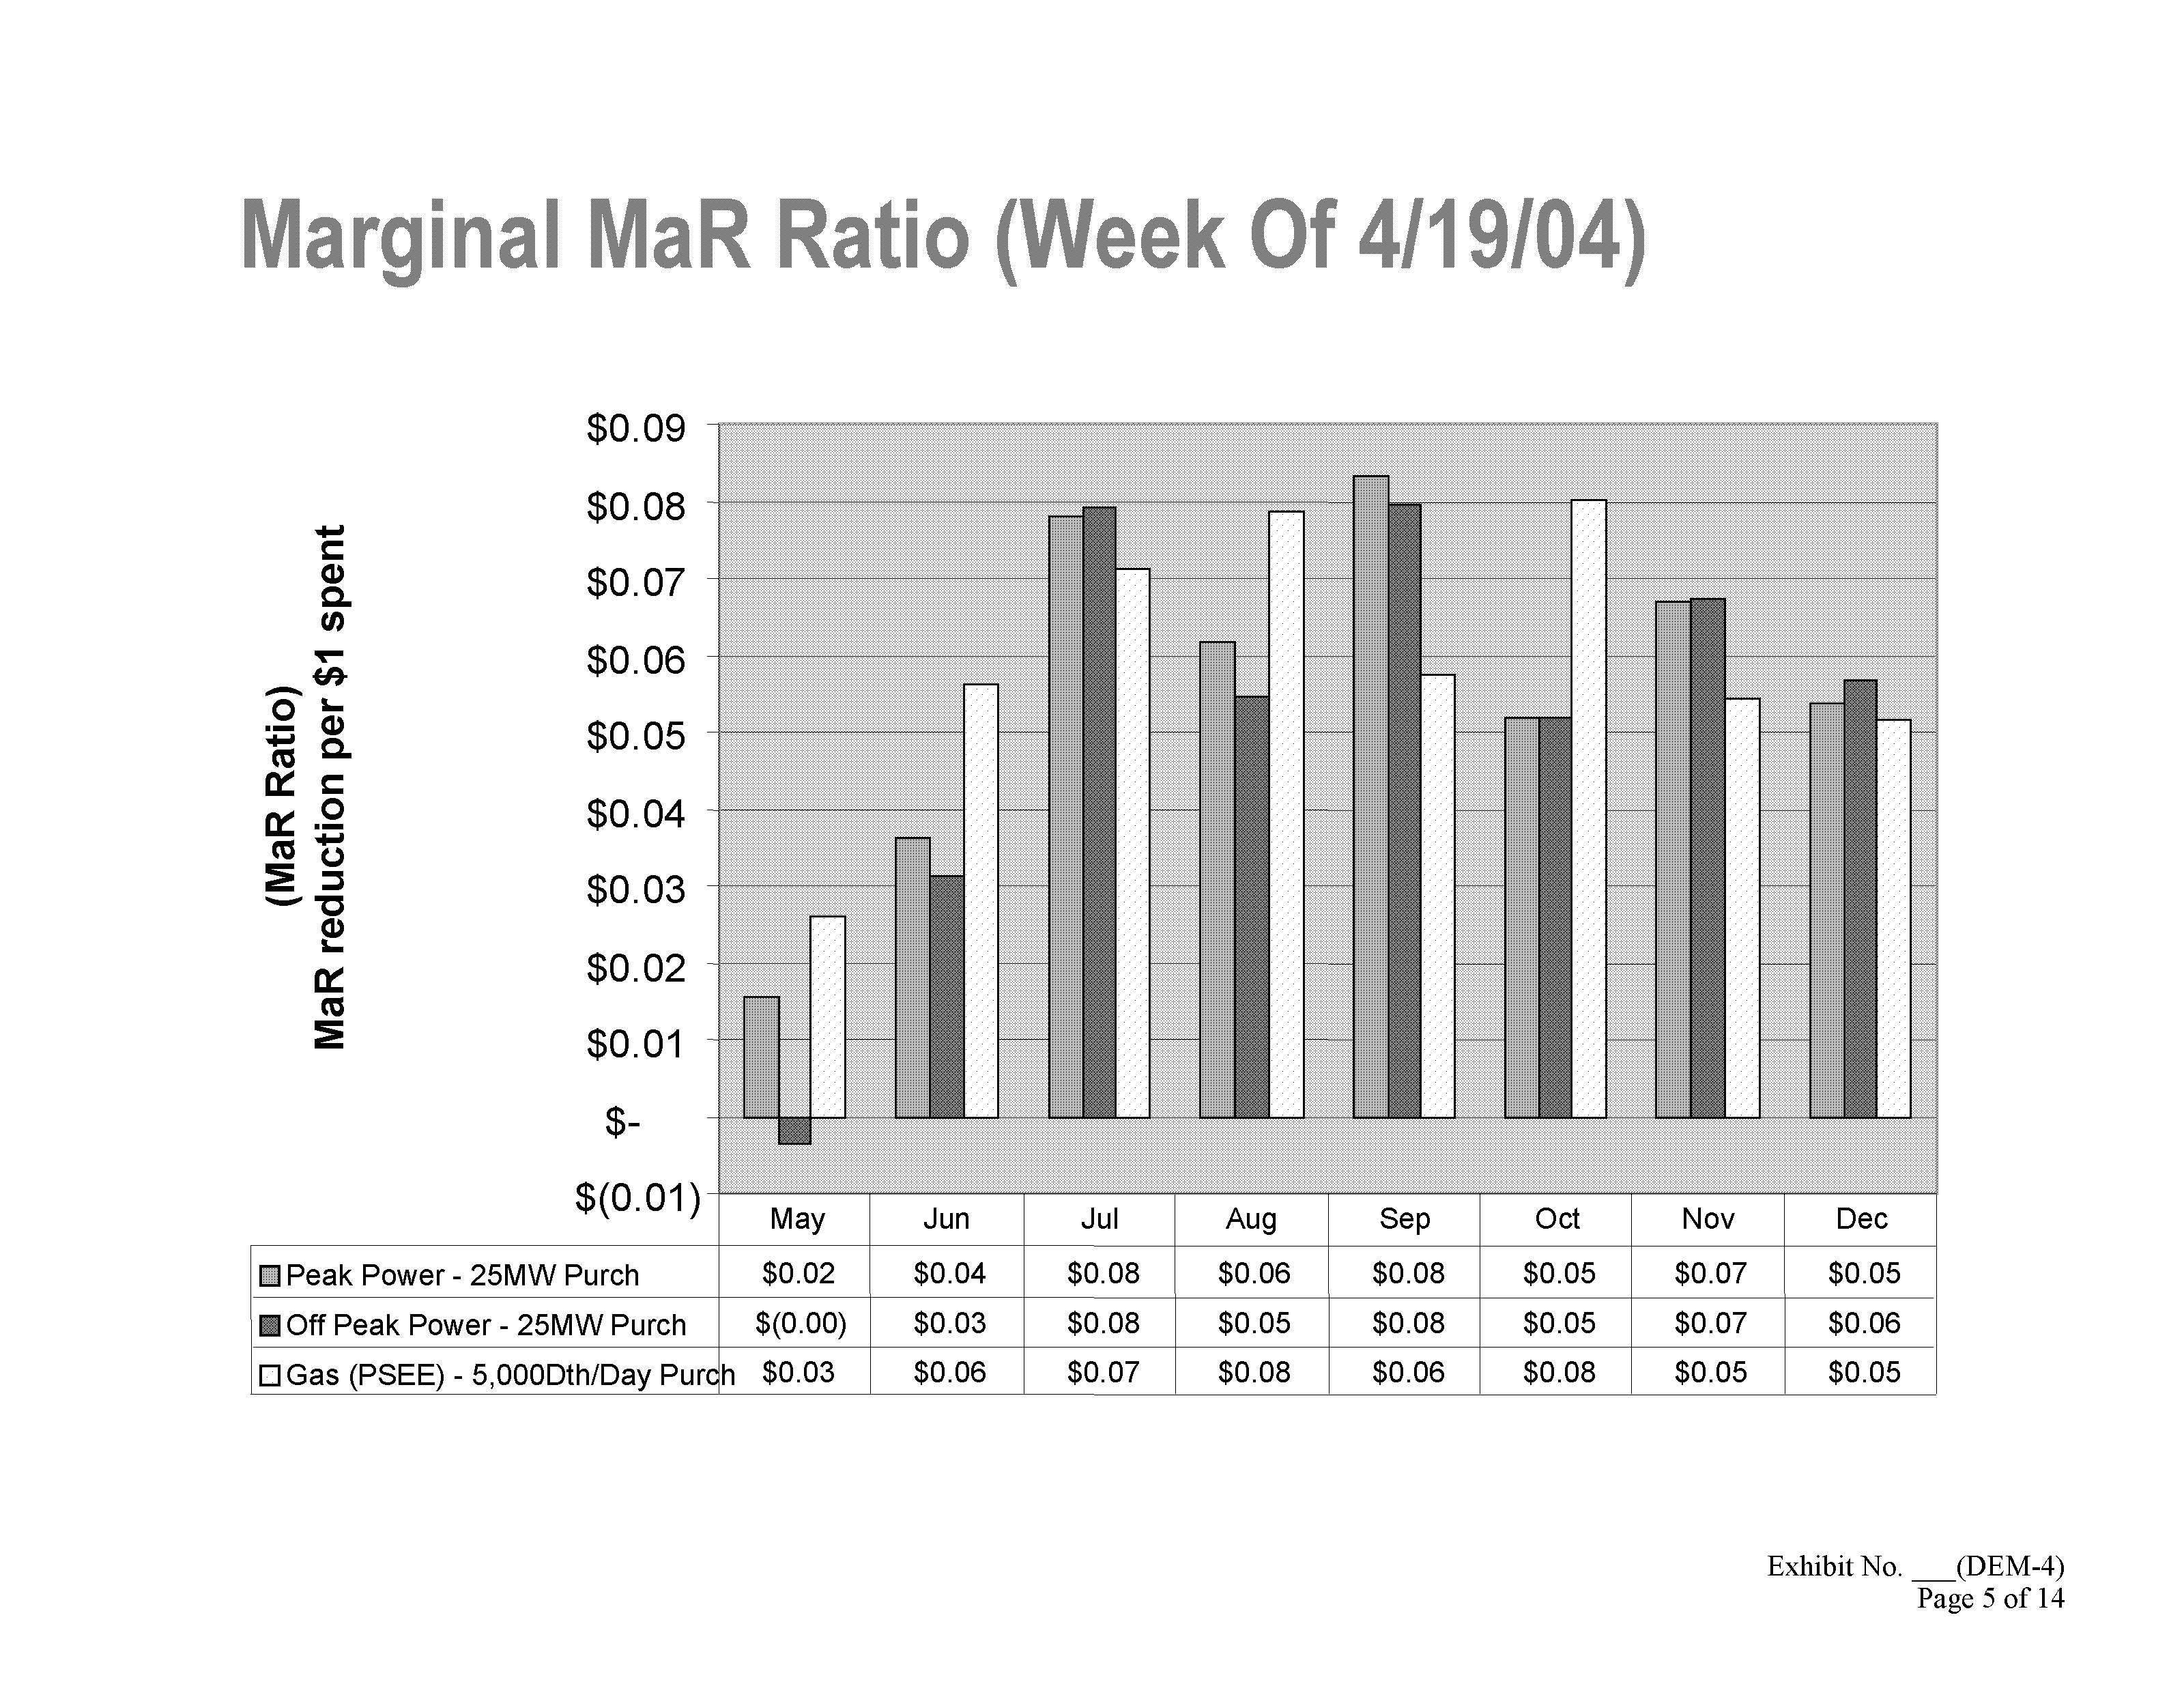 Marginal MaR Ratio (Week Of 4/19/04)
(MaR Ratio)
MaR reduction per $1 spent
$0.09
$0.08
$0.07
$0.06
$0.05
$0.04
$0.03
$0.02
$0.01
$-
$(0.01)
May Jun Jul Aug Sep Oct Nov Dec
Peak Power - 25MW Purch $0.02 $0.04 $0.08 $0.06 $0.08 $0.05 $0.07 $0.05
Off Peak Power - 25MW Purch $(0.00) $0.03 $0.08 $0.05 $0.08 $0.05 $0.07 $0.06
Gas (PSEE) - 5,000Dth/Day Purch $0.03 $0.06 $0.07 $0.08 $0.06 $0.08 $0.05 $0.05
Exhibit No. ___(DEM-4)
Page 5 of 14